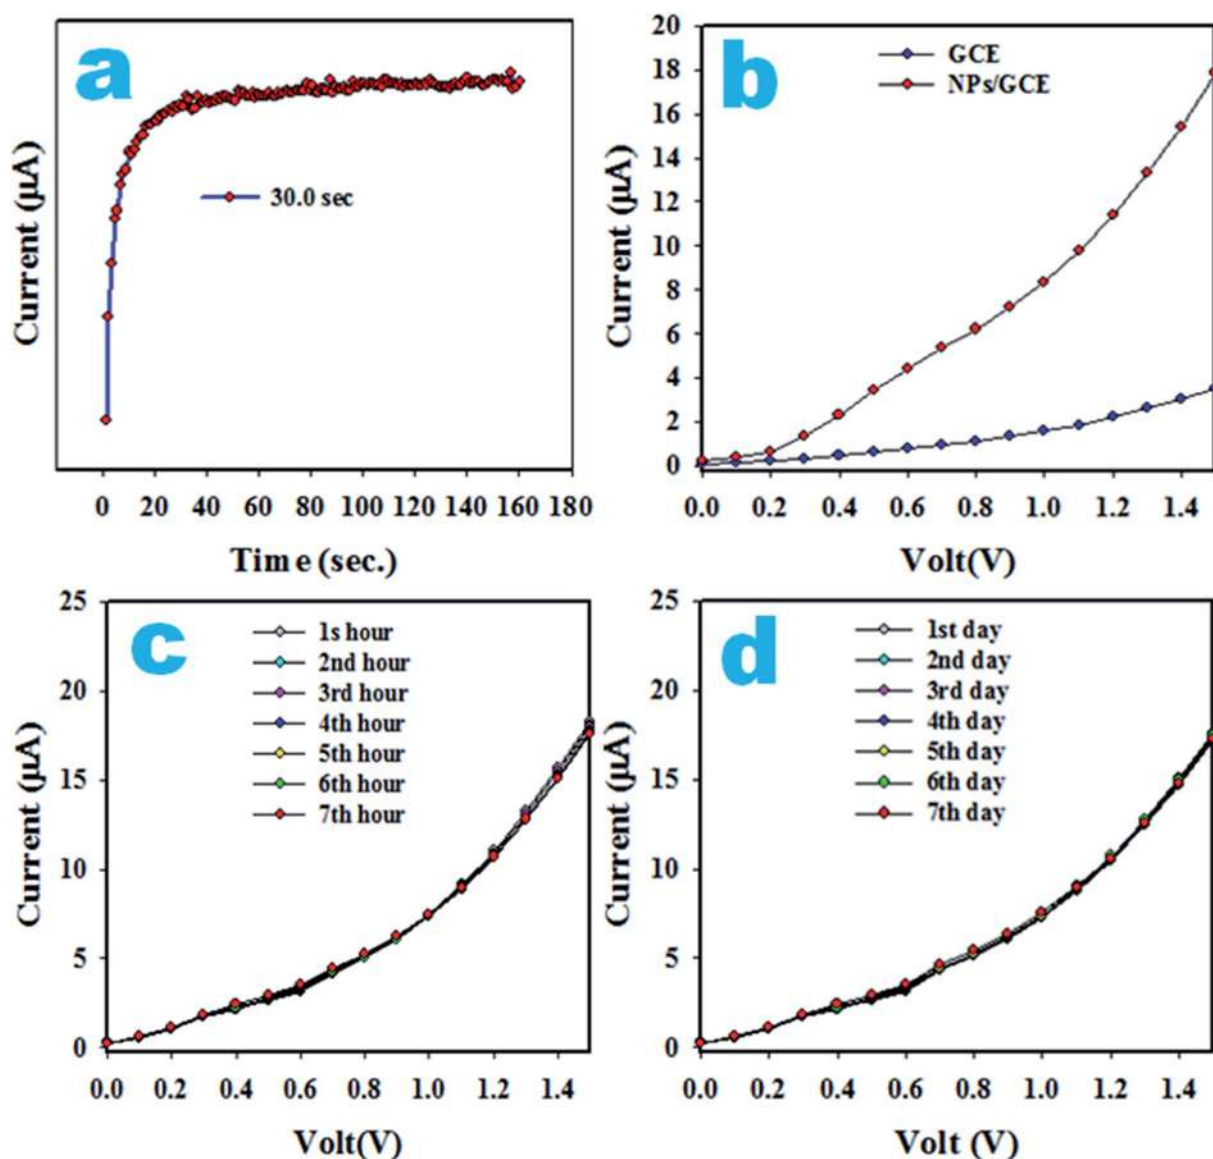 a
Current (µA)
30.0 sec
0 20 40 60 80 100 120 140 160 180
Time (sec.)
b
GCE
NPs/GCE
Current (µA)
20
18
16
14
12
10
8
6
4
2
0
0.0 0.2 0.4 0.6 0.8 1.0 1.2 1.4
Volt(V)
c
1s hour
2nd hour
3rd hour
4th hour
5th hour
6th hour
7th hour
Current (µA)
25
20
15
10
5
0
0.0 0.2 0.4 0.6 0.8 1.0 1.2 1.4
Volt(V)
d
1st day
2nd day
3rd day
4th day
5th day
6th day
7th day
Current (µA)
25
20
15
10
5
0
0.0 0.2 0.4 0.6 0.8 1.0 1.2 1.4
Volt (V)